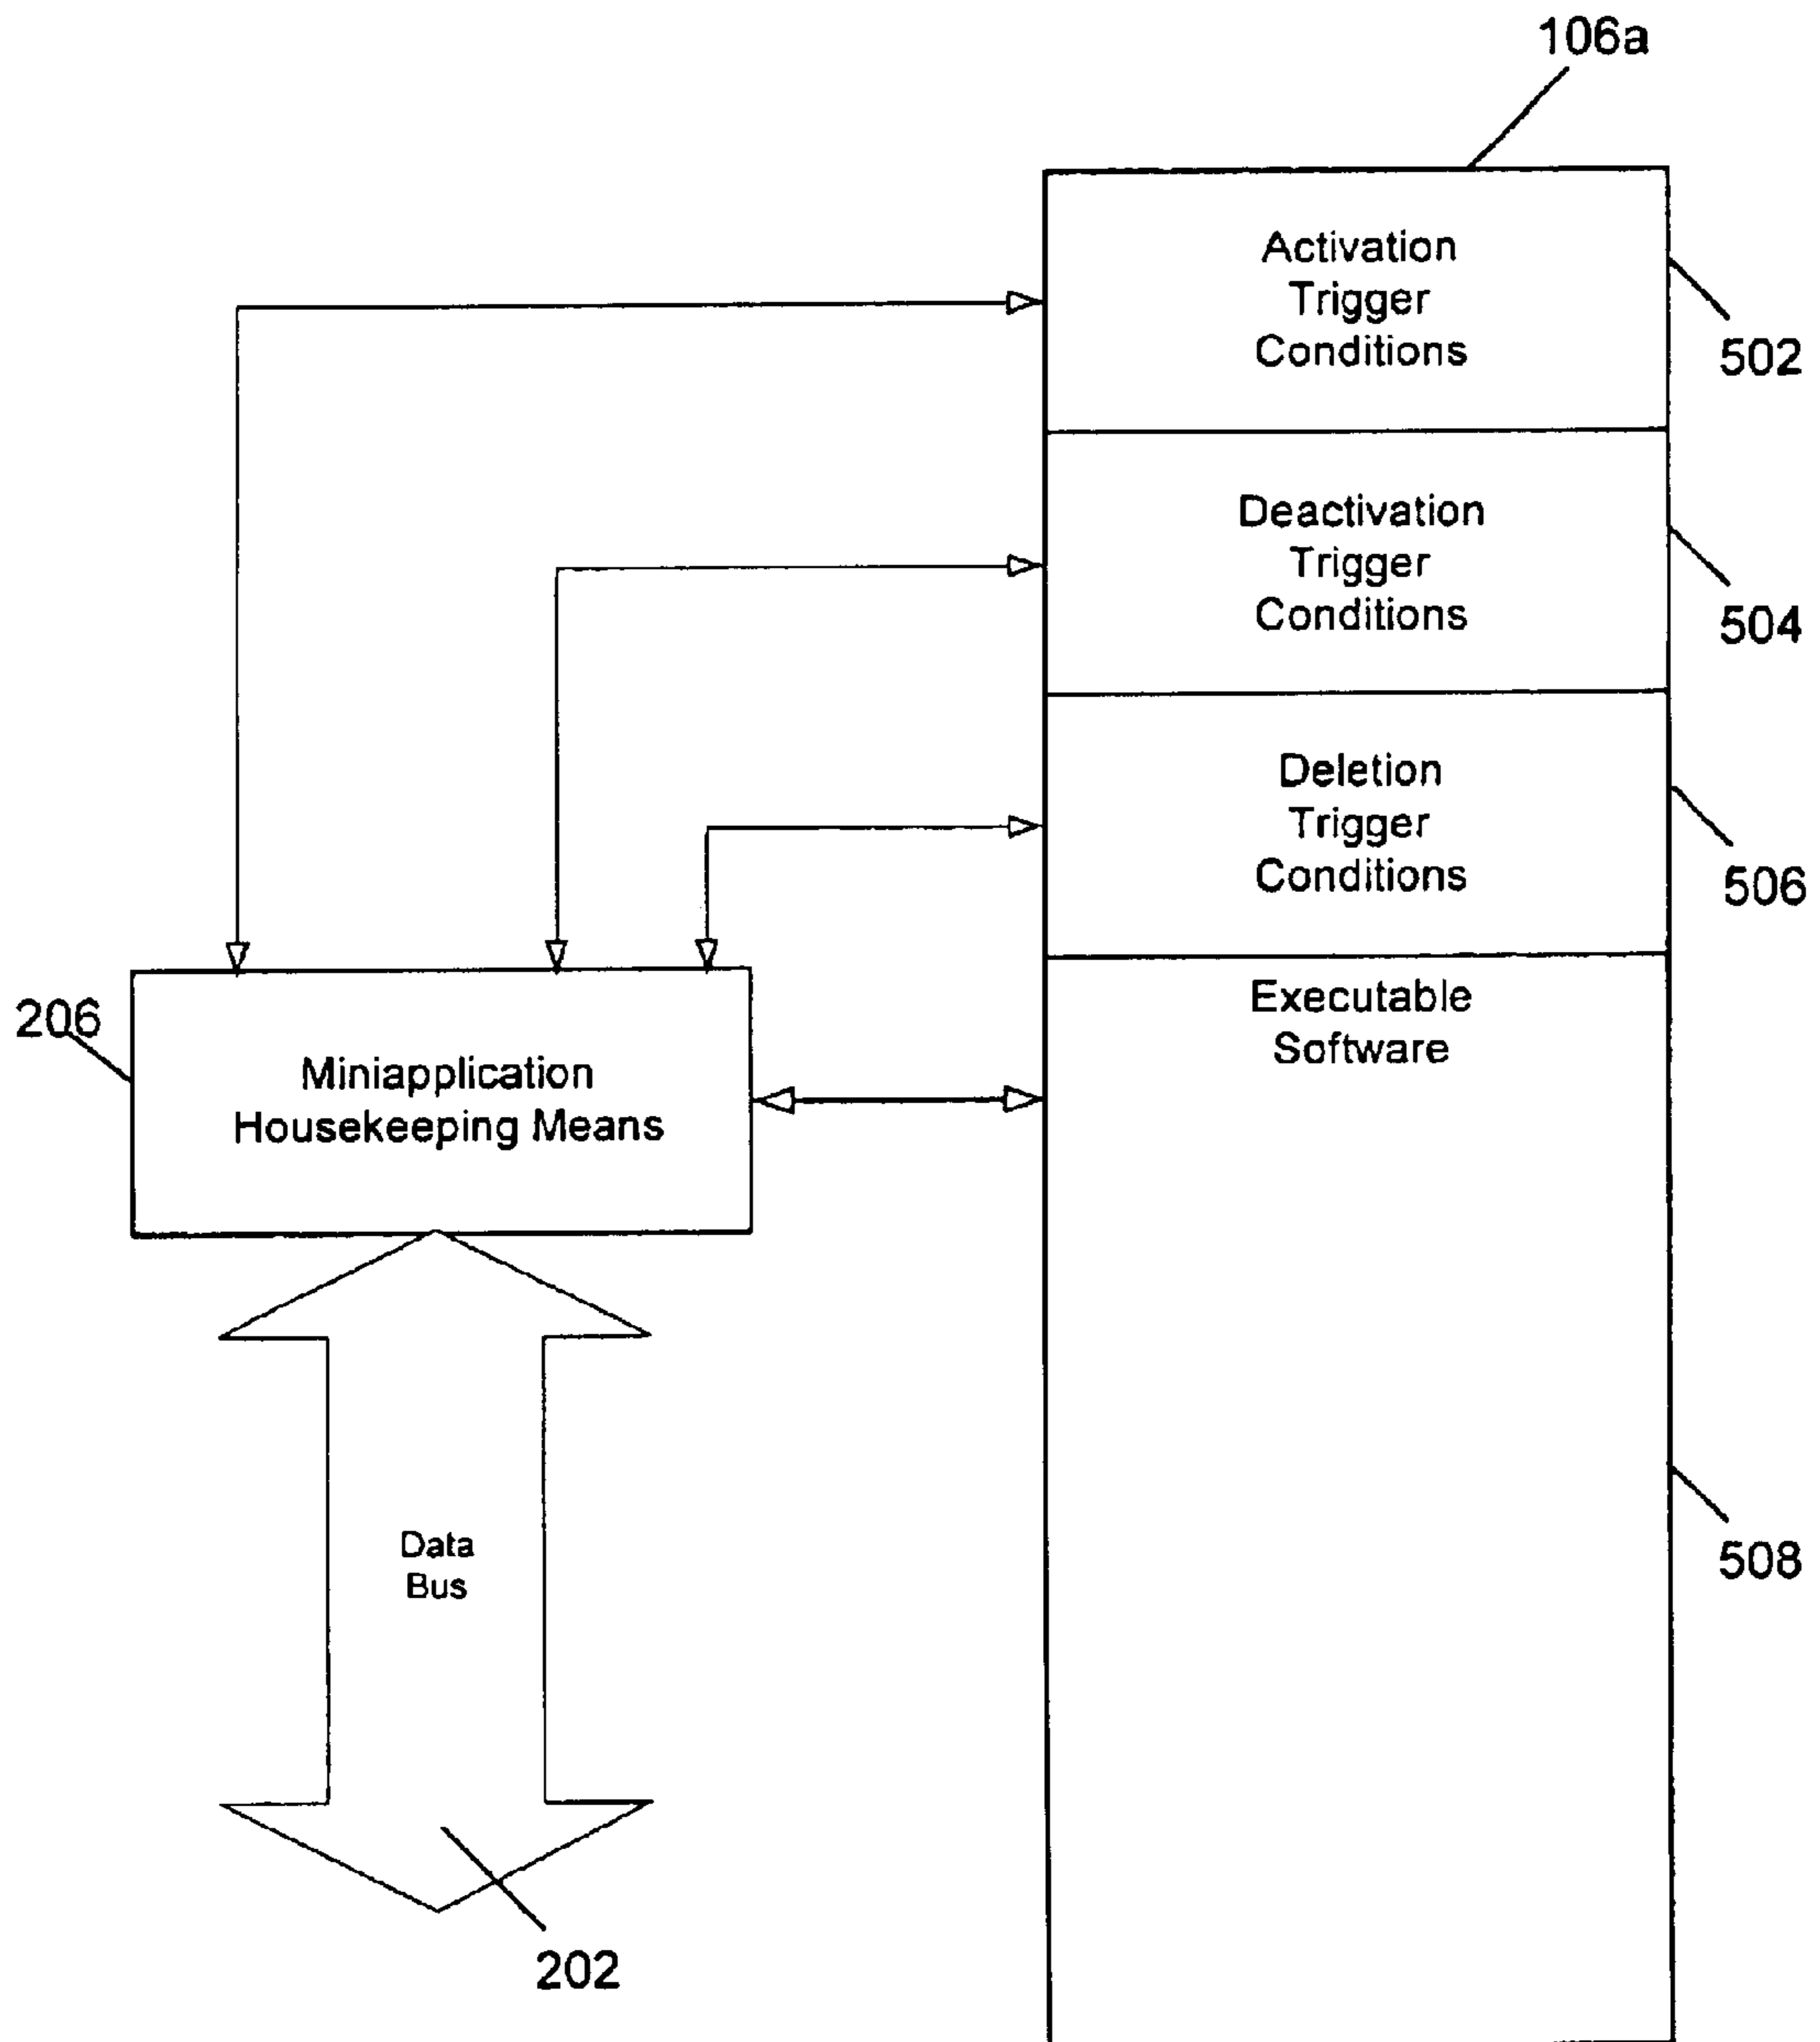 106a
Activation
Trigger
Conditions
502
Deactivation
Trigger
Conditions
504
Deletion
Trigger
Conditions
506
Executable
Software
206
Miniapplication
Housekeeping Means
Data
Bus
508
202